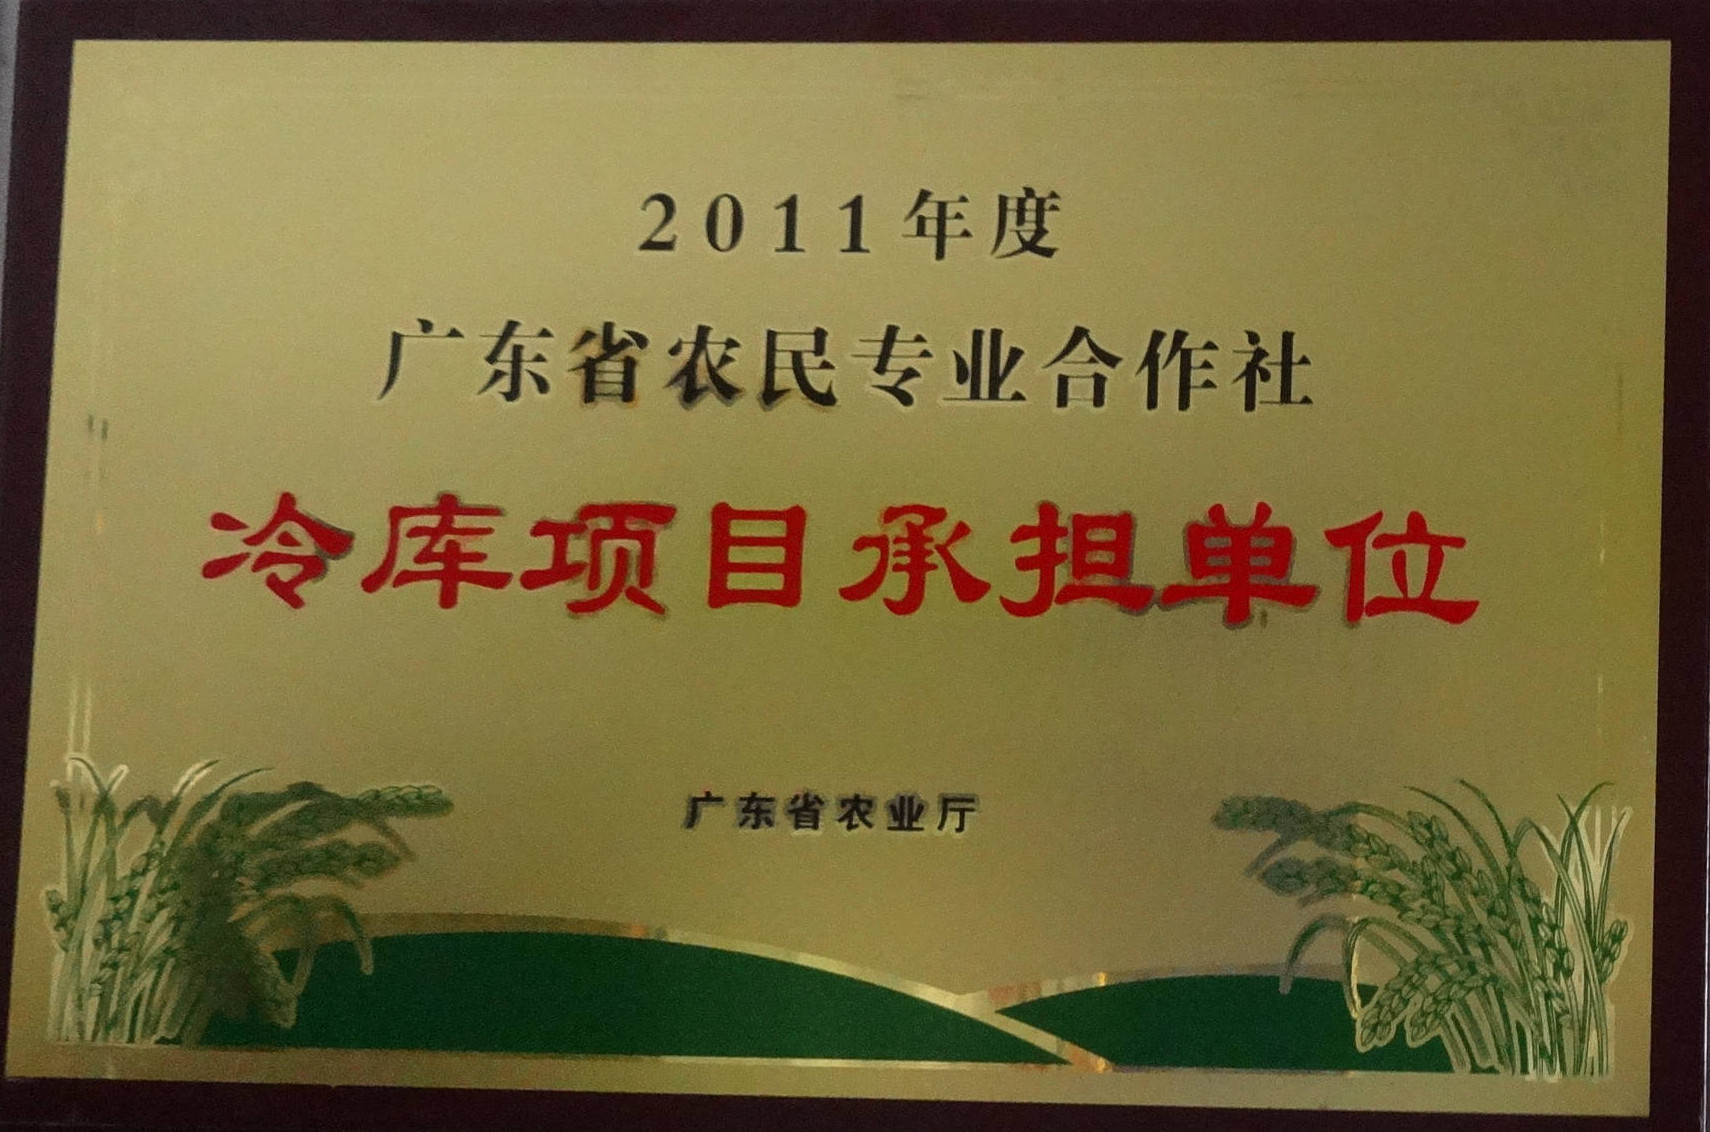 2011年度
广东省农民专业合作社
冷库项目承担单位
广东省农业厅